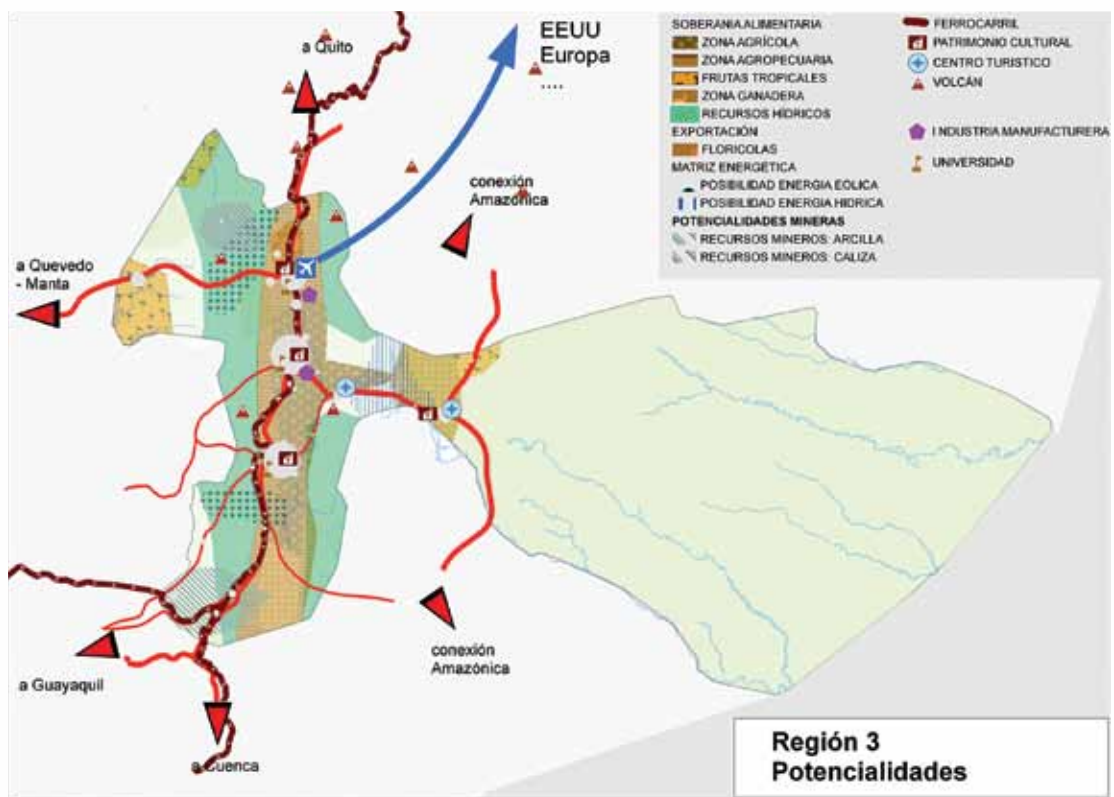 a Quito
EEUU
Europa
....
conexión
Amazónica
a Quevedo
- Manta
a Guayaquil
a Cuenca
conexión
Amazónica
SOBERANIA ALIMENTARIA
ZONA AGRÍCOLA
ZONA AGROPECUARIA
FRUTAS TROPICALES
ZONA GANADERA
RECURSOS HÍDRICOS
EXPORTACIÓN
FLORICOLAS
MATRIZ ENERGÉTICA
POSIBILIDAD ENERGIA EOLICA
POSIBILIDAD ENERGIA HIDRICA
POTENCIALIDADES MINERAS
RECURSOS MINEROS: ARCILLA
RECURSOS MINEROS: CALIZA
FERROCARRIL
PATRIMONIO CULTURAL
CENTRO TURISTICO
VOLCÁN
I NDUSTRIA MANUFACTURERA
UNIVERSIDAD
Región 3
Potencialidades